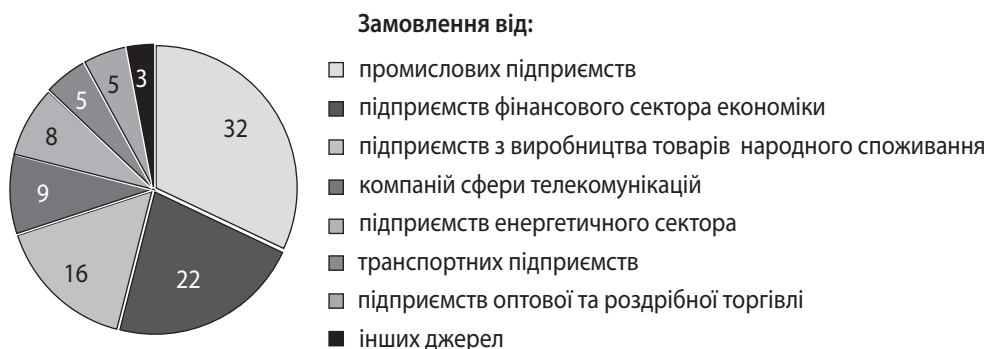 Замовлення від:
промислових підприємств
підприємств фінансового сектора економіки
підприємств з виробництва товарів народного споживання
компаній сфери телекомунікацій
підприємств енергетичного сектора
транспортних підприємств
підприємств оптової та роздрібної торгівлі
інших джерел
32
22
16
9
8
5
5
3